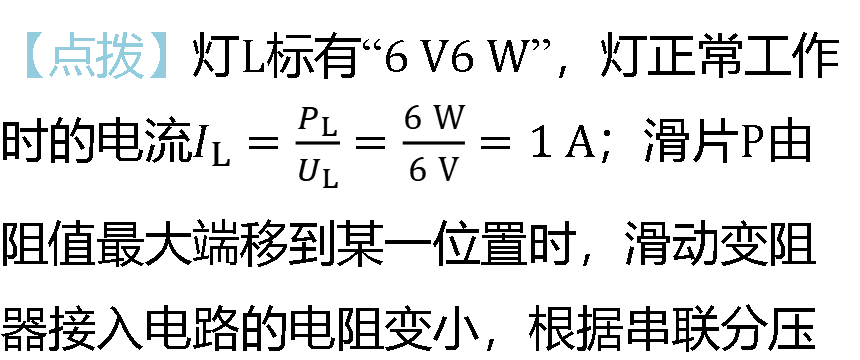 【点拨】灯L标有“6 V6 W”，灯正常工作
时的电流I_L = P_L/U_L = 6 W/6 V = 1 A；滑片P由
阻值最大端移到某一位置时，滑动变阻
器接入电路的电阻变小，根据串联分压